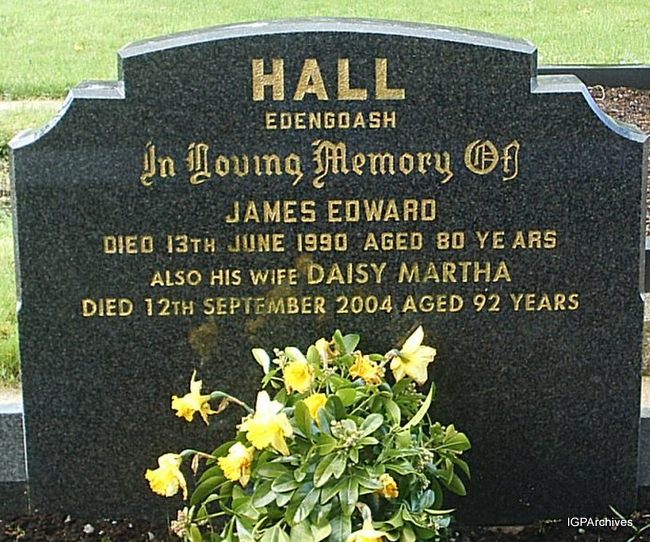 HALL
EDENGOASH
In Loving Memory Of
JAMES EDWARD
DIED 13TH JUNE 1990 AGED 80 YEARS
ALSO HIS WIFE DAISY MARTHA
DIED 12TH SEPTEMBER 2004 AGED 92 YEARS
IGPArchives